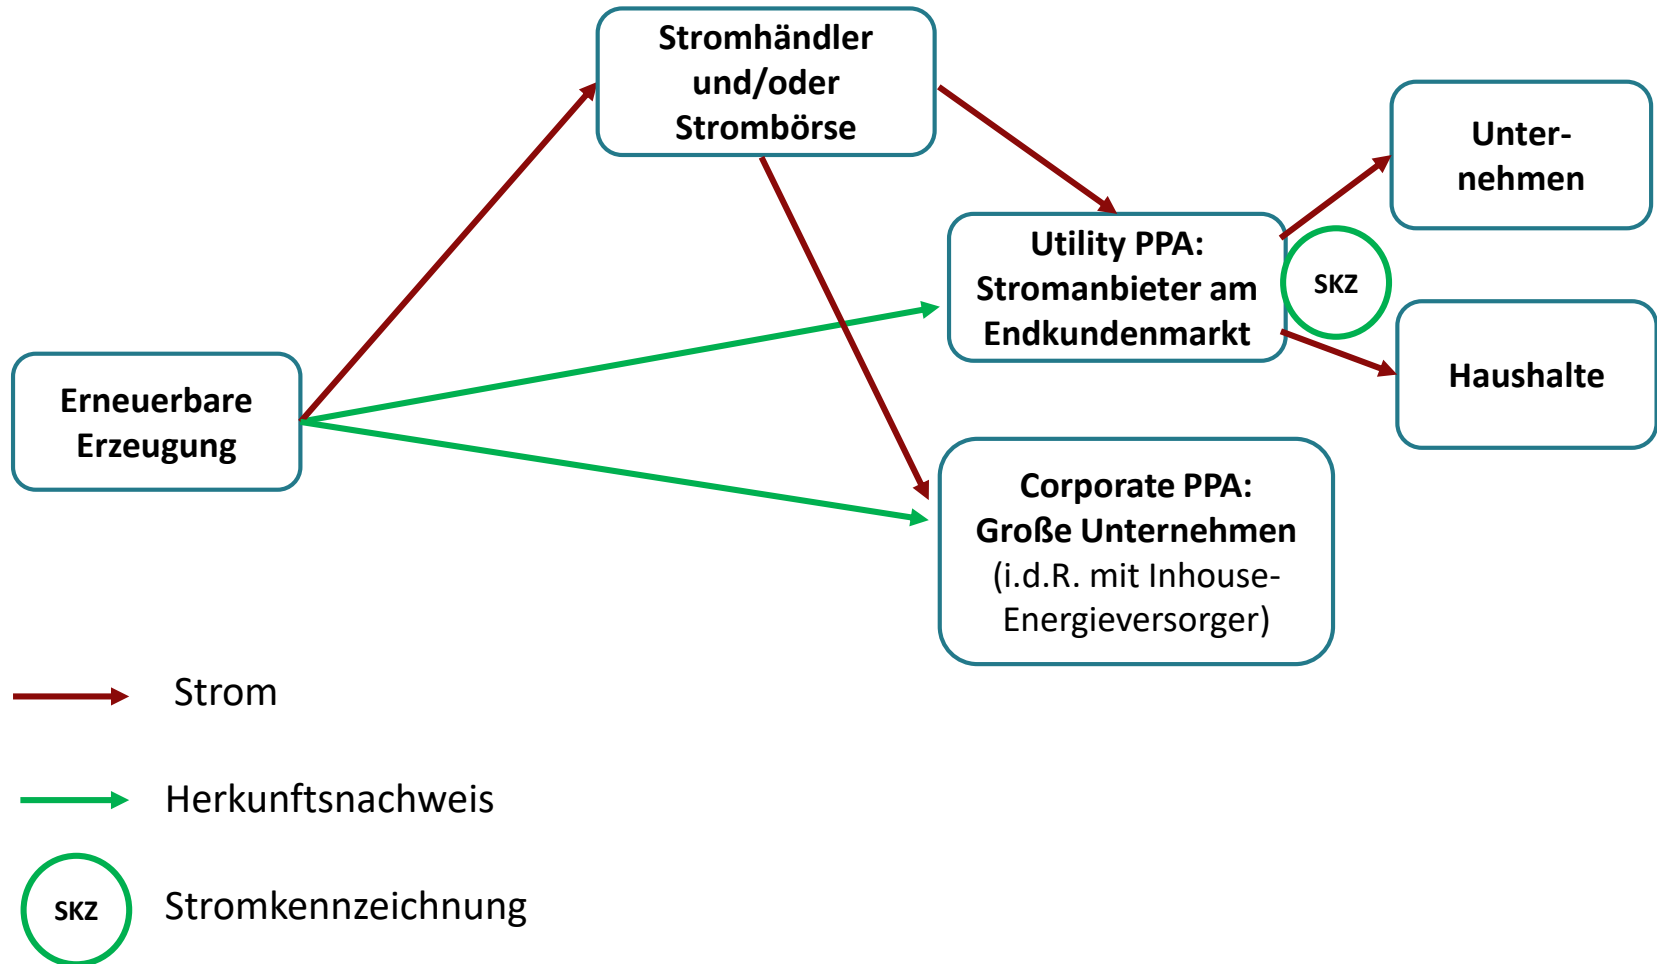 Stromhändler
und/oder
Strombörse
Unter-
nehmen
Utility PPA:
Stromanbieter am
Endkundenmarkt
SKZ
Haushalte
Erneuerbare
Erzeugung
Corporate PPA:
Große Unternehmen
(i.d.R. mit Inhouse-
Energieversorger)
Strom
Herkunftsnachweis
SKZ
Stromkennzeichnung